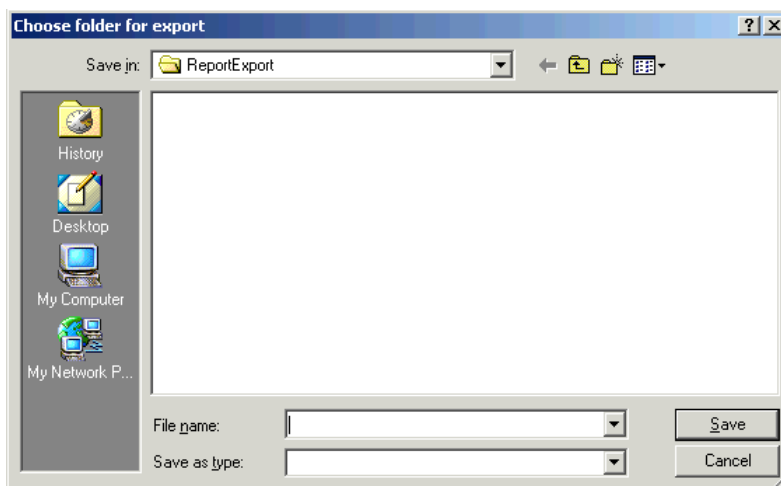 Choose folder for export
Save in: ReportExport
History
Desktop
My Computer
My Network P...
File name: Save
Save as type: Cancel